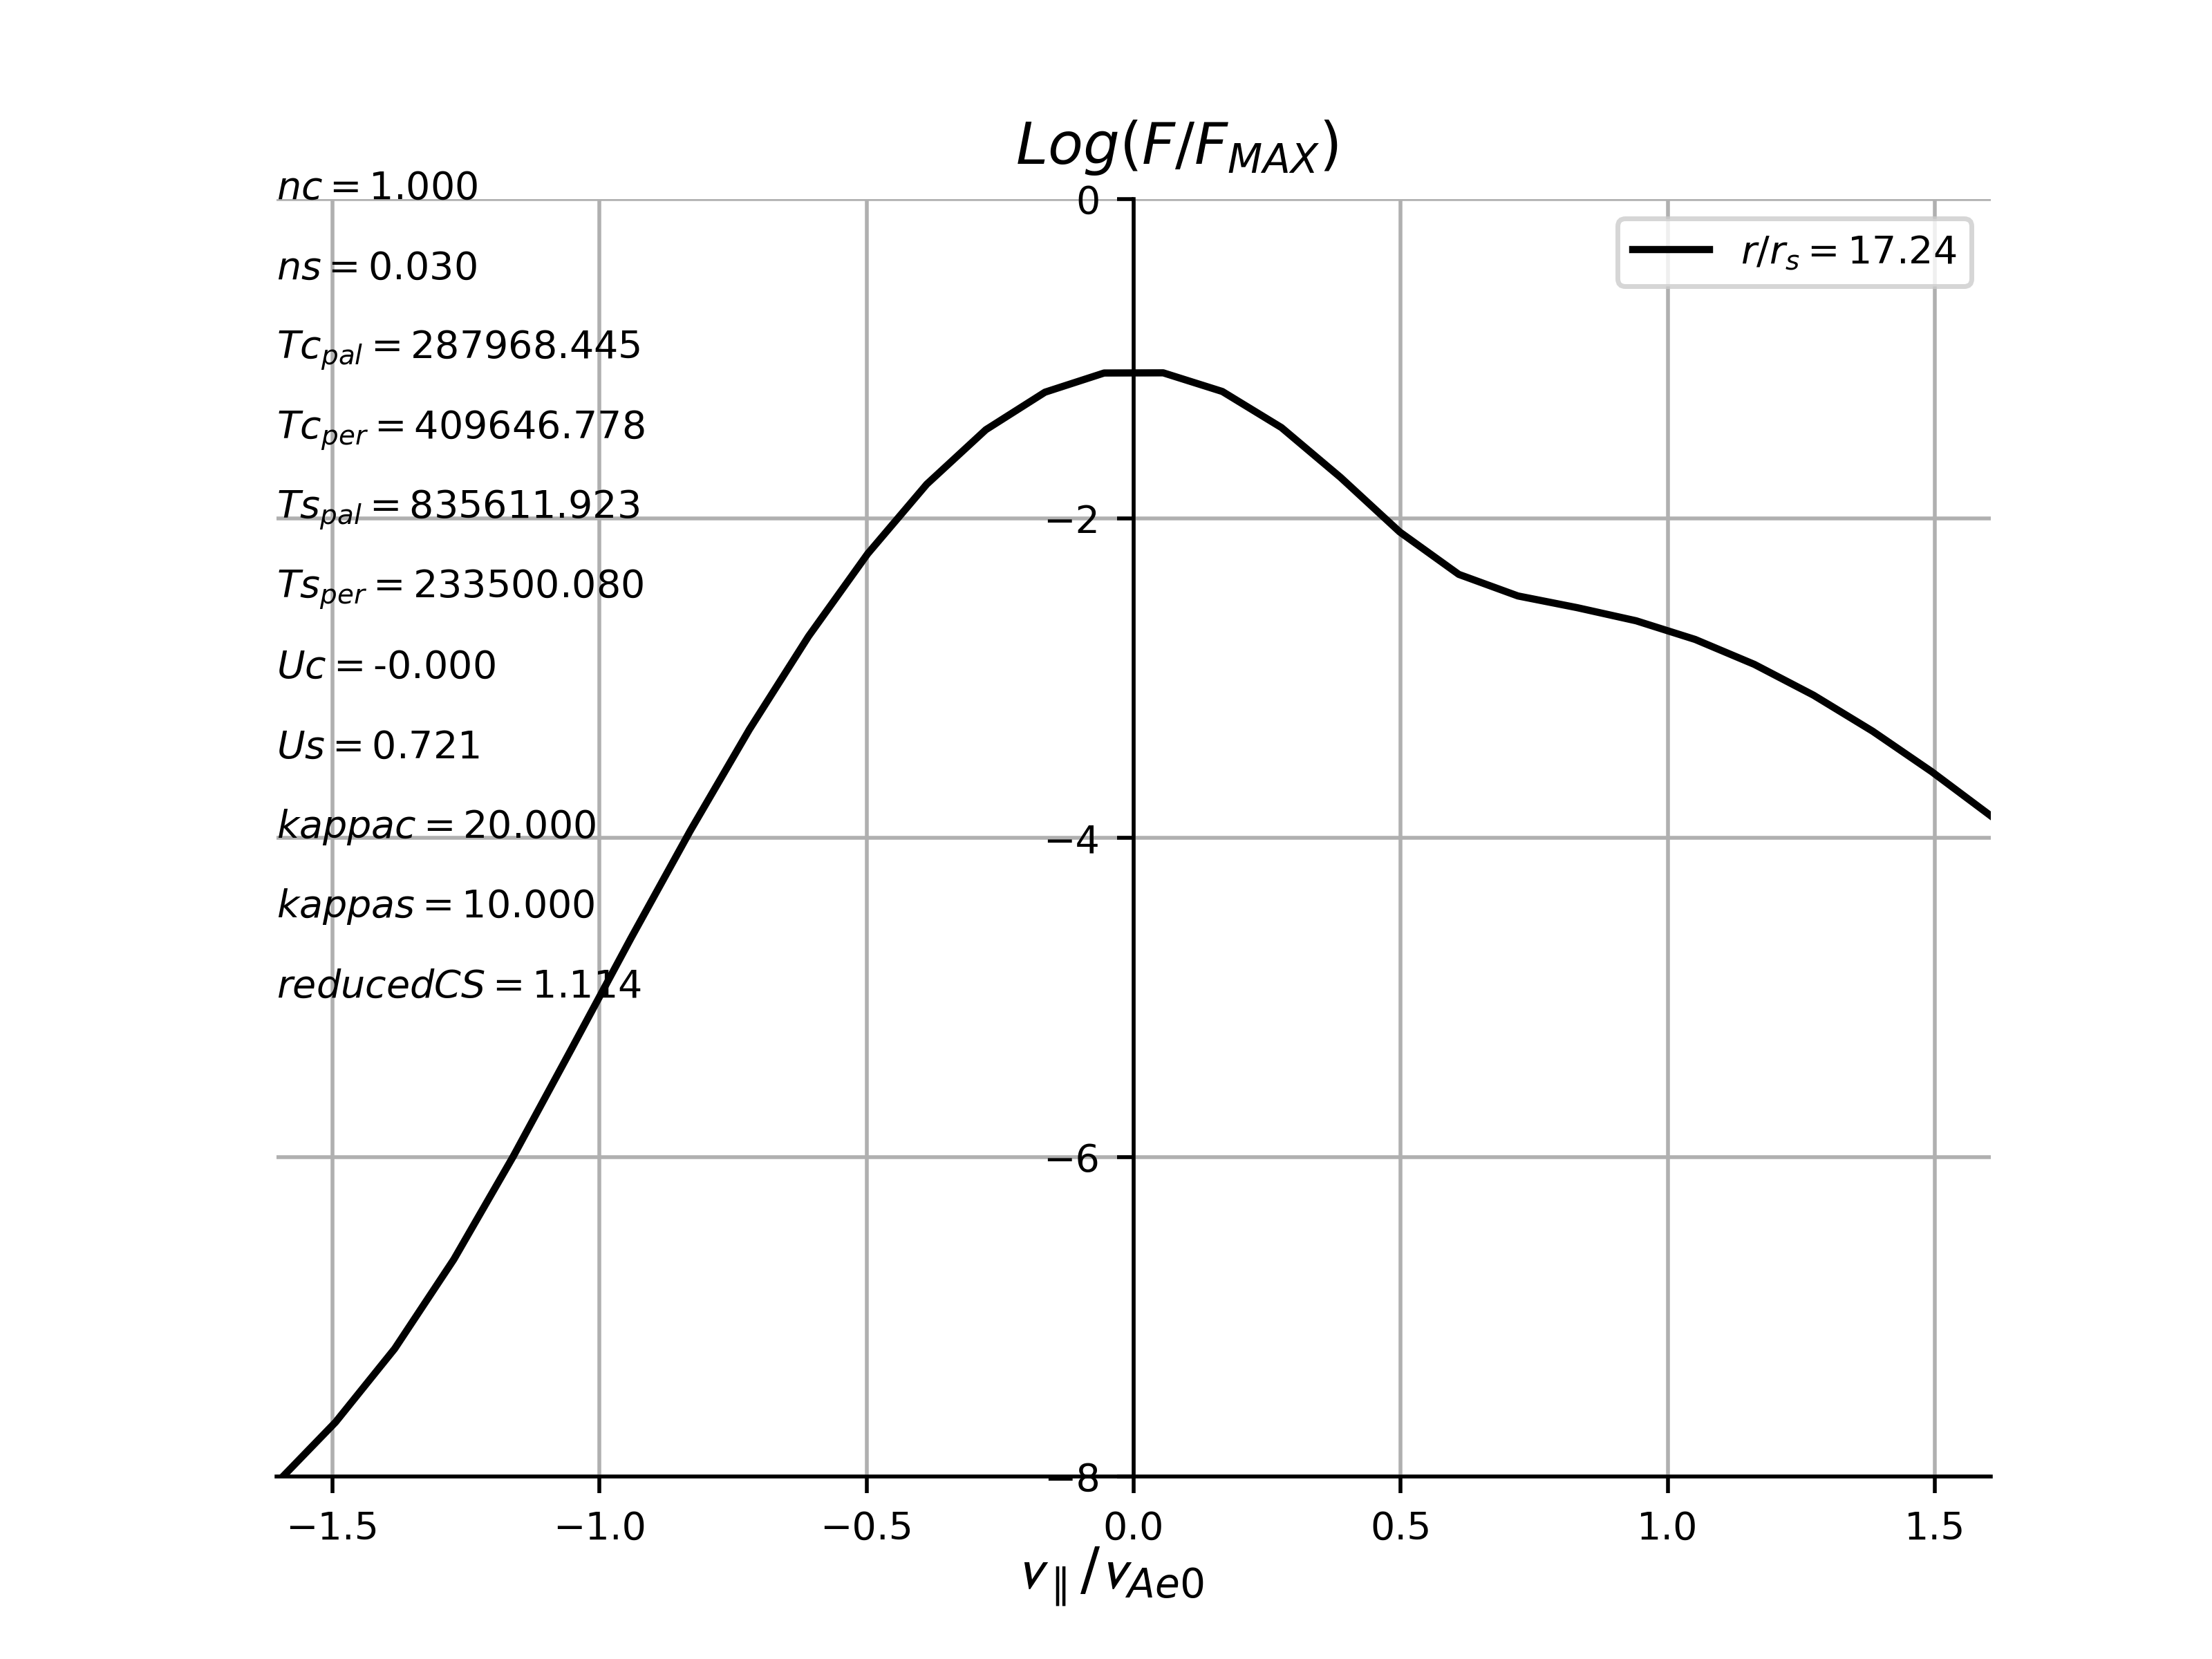 Log(F/F_MAX)
nc = 1.000
ns = 0.030
Tc_pal = 287968.445
Tc_per = 409646.778
Ts_pal = 835611.923
Ts_per = 233500.080
Uc = -0.000
Us = 0.721
kappac = 20.000
kappas = 10.000
reducedCS = 1.114
r/r_s = 17.24
0
−2
−4
−6
−8
−1.5 −1.0 −0.5 0.0 0.5 1.0 1.5
v_∥/v_Ae0